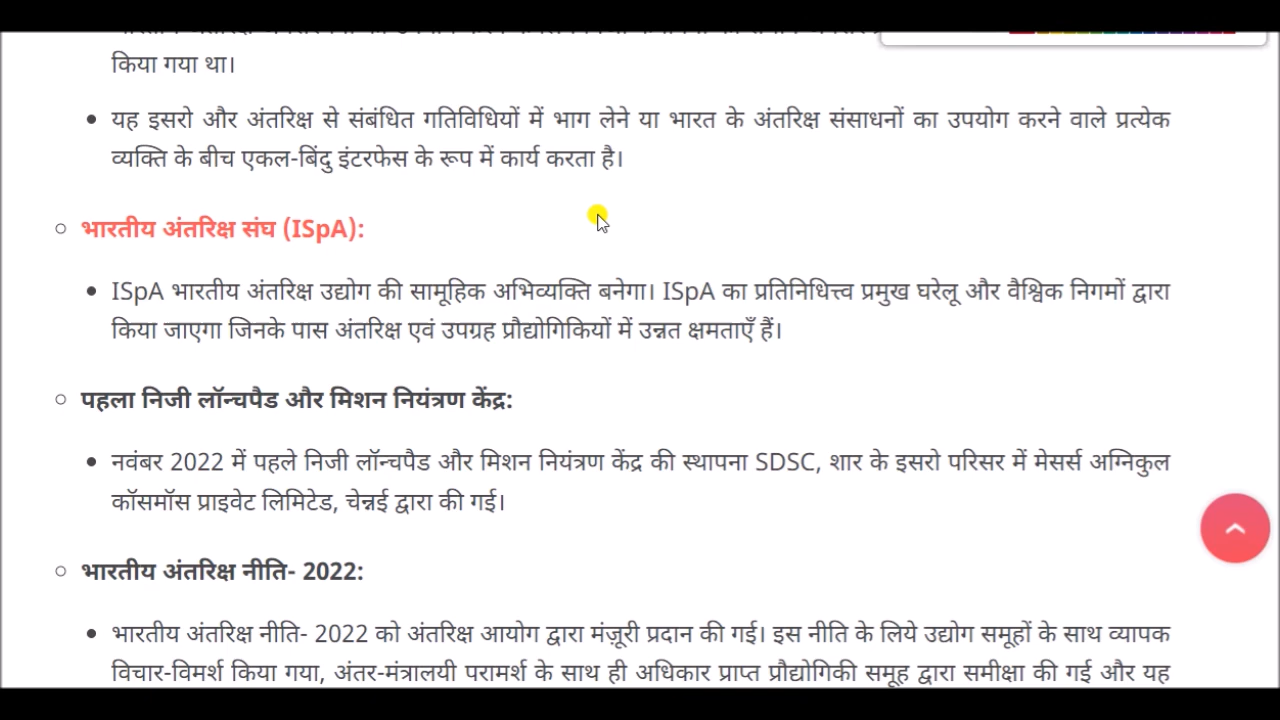 किया गया था।
यह इसरो और अंतरिक्ष से संबंधित गतिविधियों में भाग लेने या भारत के अंतरिक्ष संसाधनों का उपयोग करने वाले प्रत्येक
व्यक्ति के बीच एकल-बिंदु इंटरफेस के रूप में कार्य करता है।
भारतीय अंतरिक्ष संघ (ISpA):
ISpA भारतीय अंतरिक्ष उद्योग की सामूहिक अभिव्यक्ति बनेगा। ISpA का प्रतिनिधित्त्व प्रमुख घरेलू और वैश्विक निगमों द्वारा
किया जाएगा जिनके पास अंतरिक्ष एवं उपग्रह प्रौद्योगिकियों में उन्नत क्षमताएँ हैं।
पहला निजी लॉन्चपैड और मिशन नियंत्रण केंद्र:
नवंबर 2022 में पहले निजी लॉन्चपैड और मिशन नियंत्रण केंद्र की स्थापना SDSC, शार के इसरो परिसर में मेसर्स अग्निकुल
कॉसमॉस प्राइवेट लिमिटेड, चेन्नई द्वारा की गई।
भारतीय अंतरिक्ष नीति- 2022:
भारतीय अंतरिक्ष नीति- 2022 को अंतरिक्ष आयोग द्वारा मंज़ूरी प्रदान की गई। इस नीति के लिये उद्योग समूहों के साथ व्यापक
विचार-विमर्श किया गया, अंतर-मंत्रालयी परामर्श के साथ ही अधिकार प्राप्त प्रौद्योगिकी समूह द्वारा समीक्षा की गई और यह